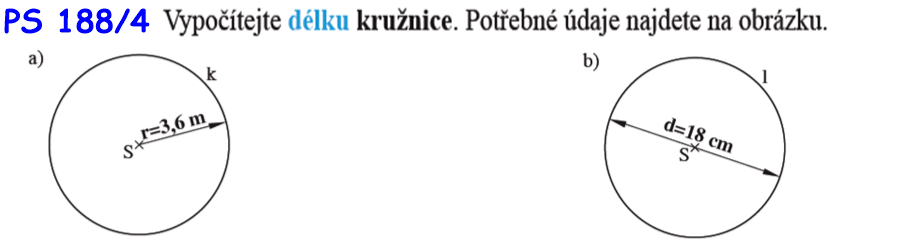 PS 188/4 Vypočítejte délku kružnice. Potřebné údaje najdete na obrázku.
a)
k
r=3,6 m
S
b)
l
d=18 cm
S